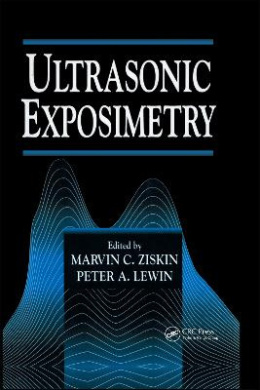 ULTRASONIC
EXPOSIMETRY
Edited by
MARVIN C. ZISKIN
PETER A. LEWIN
CRC Press